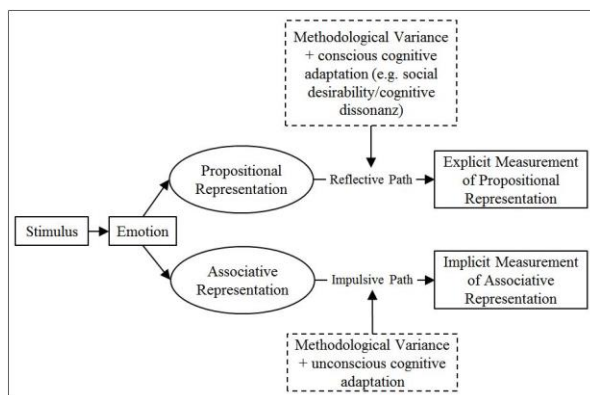 Methodological Variance
+ conscious cognitive
adaptation (e.g. social
desirability/cognitive
dissonanz)
Propositional
Representation
Reflective Path
Explicit Measurement
of Propositional
Representation
Stimulus
Emotion
Associative
Representation
Impulsive Path
Implicit Measurement
of Associative
Representation
Methodological Variance
+ unconscious cognitive
adaptation